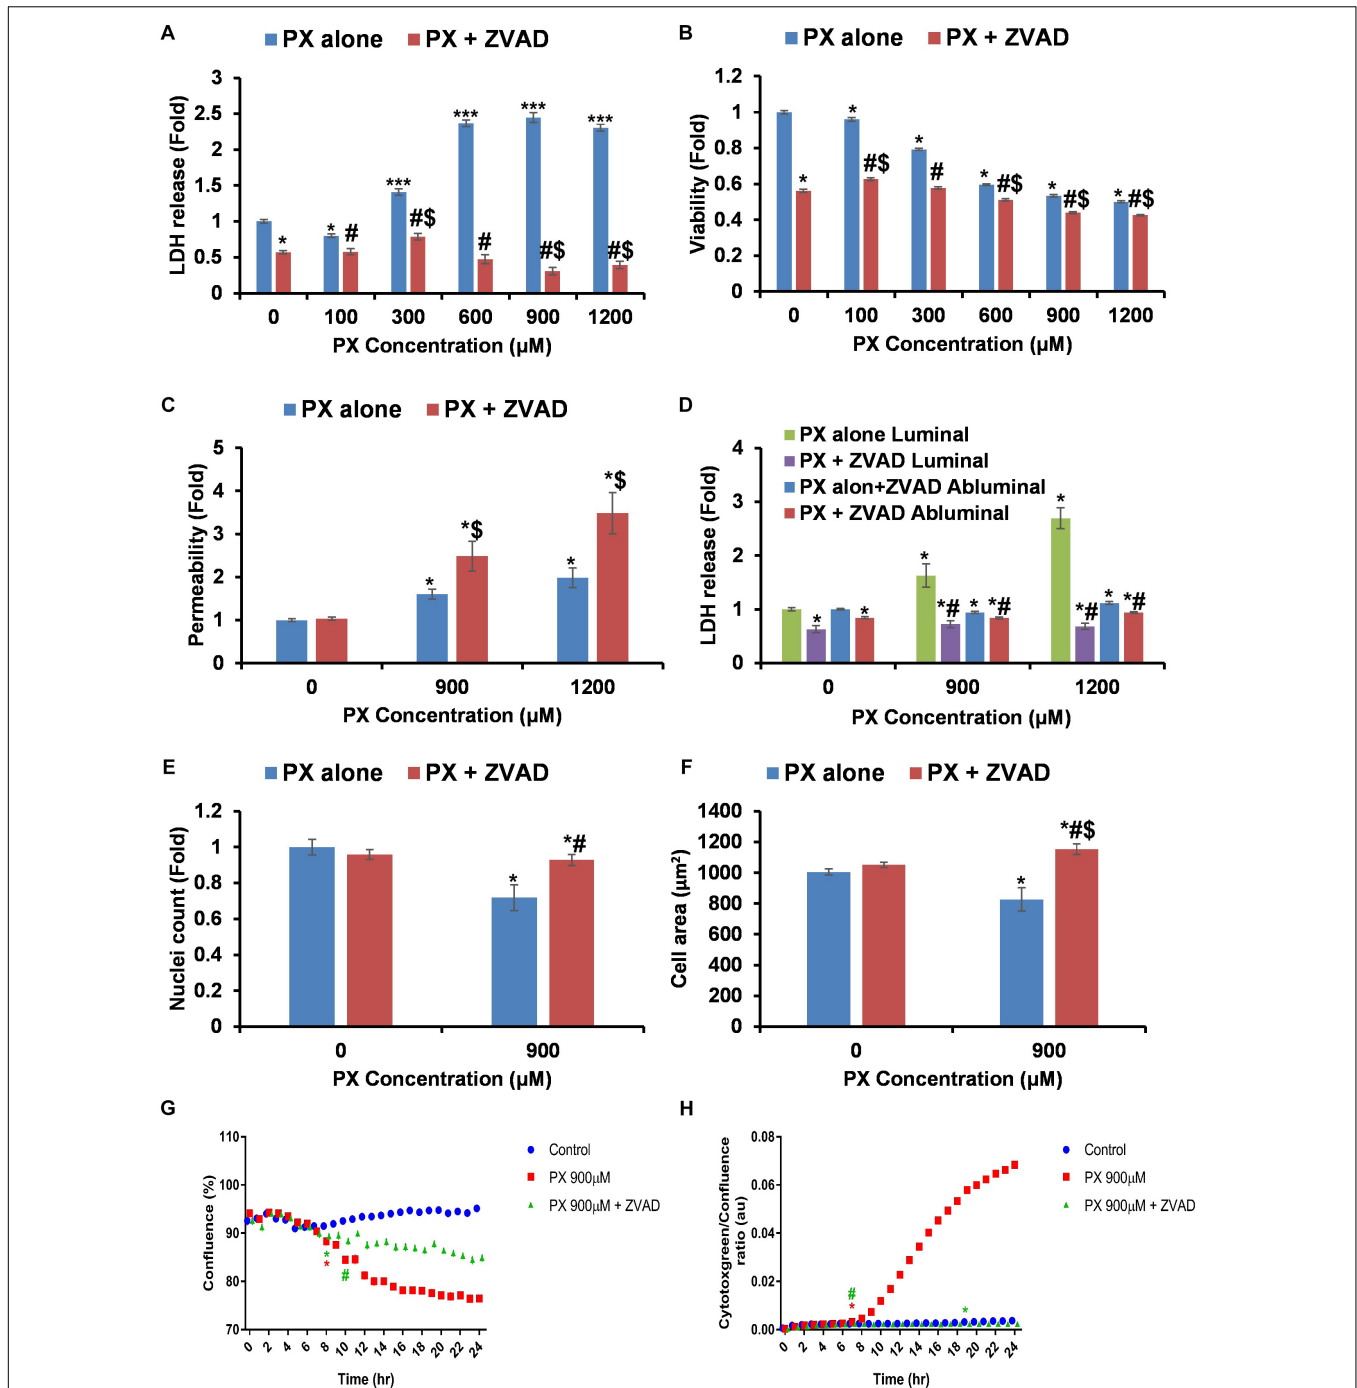 A
PX alone PX + ZVAD
LDH release (Fold)
3
2.5
2
1.5
1
0.5
0
***
***
***
***
*
*
#
#$
#
#$
#$
0 100 300 600 900 1200
PX Concentration (µM)
B
PX alone PX + ZVAD
Viability (Fold)
1.2
1
0.8
0.6
0.4
0.2
0
*
*
#$
*
#
*
#$
*
#$
*
#$
0 100 300 600 900 1200
PX Concentration (µM)
C
PX alone PX + ZVAD
Permeability (Fold)
5
4
3
2
1
0
*
*$
*
*$
0 900 1200
PX Concentration (µM)
D
PX alone Luminal
PX + ZVAD Luminal
PX alon+ZVAD Abluminal
PX + ZVAD Abluminal
LDH release (Fold)
4
3
2
1
0
*
*
*
*#
*
*#
*
*#
*
*#
0 900 1200
PX Concentration (µM)
E
PX alone PX + ZVAD
Nuclei count (Fold)
1.2
1
0.8
0.6
0.4
0.2
0
*
*#
0 900
PX Concentration (µM)
F
PX alone PX + ZVAD
Cell area (µm²)
1400
1200
1000
800
600
400
200
0
*
*#$
0 900
PX Concentration (µM)
G
Confluence (%)
110
100
90
80
70
*
*
#
0 2 4 6 8 10 12 14 16 18 20 22 24
Time (hr)
Control
PX 900µM
PX 900µM + ZVAD
H
Cytotoxgreen/Confluence
ratio (au)
0.08
0.06
0.04
0.02
0.00
#
*
*
0 2 4 6 8 10 12 14 16 18 20 22 24
Time (hr)
Control
PX 900µM
PX 900µM + ZVAD